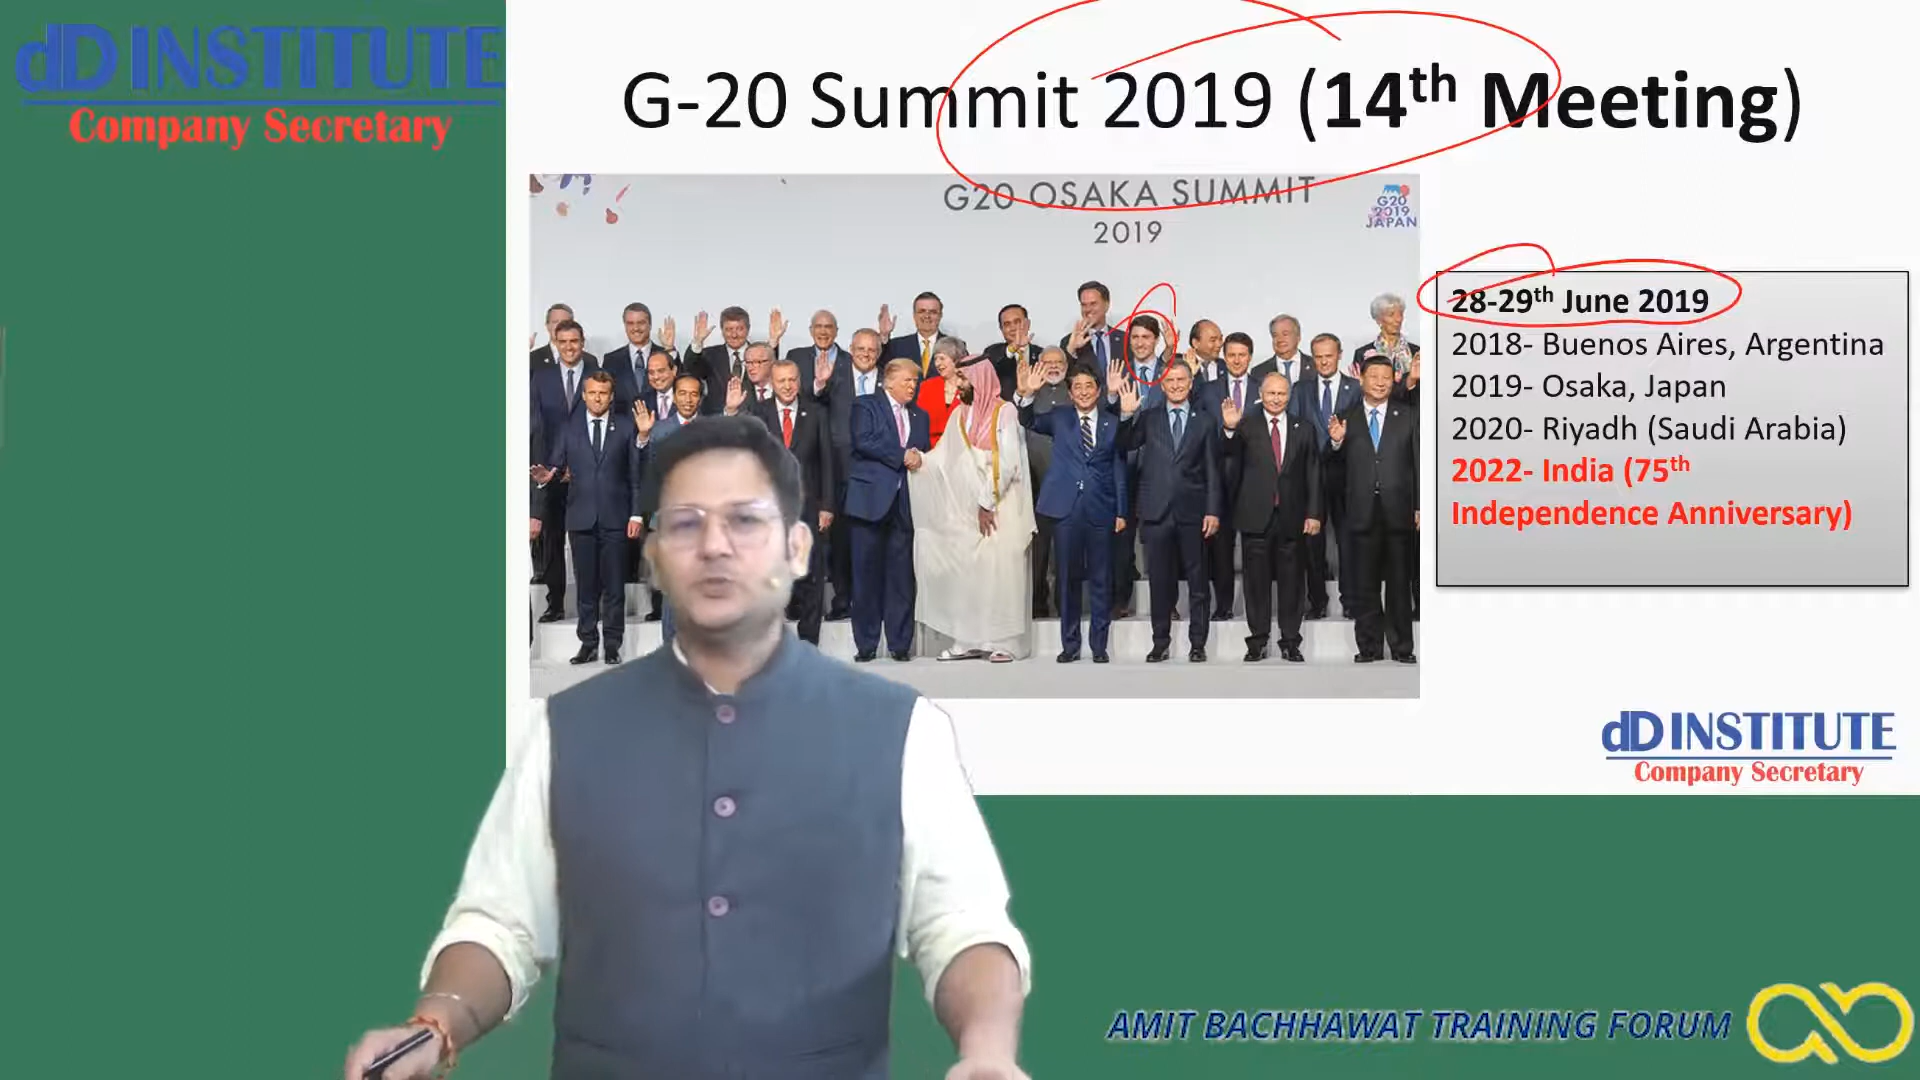 dD INSTITUTE
Company Secretary
G-20 Summit 2019 (14th Meeting)
G20 OSAKA SUMMIT
2019
G20
2019
JAPAN
28-29th June 2019
2018- Buenos Aires, Argentina
2019- Osaka, Japan
2020- Riyadh (Saudi Arabia)
2022- India (75th
Independence Anniversary)
dD INSTITUTE
Company Secretary
AMIT BACHHAWAT TRAINING FORUM